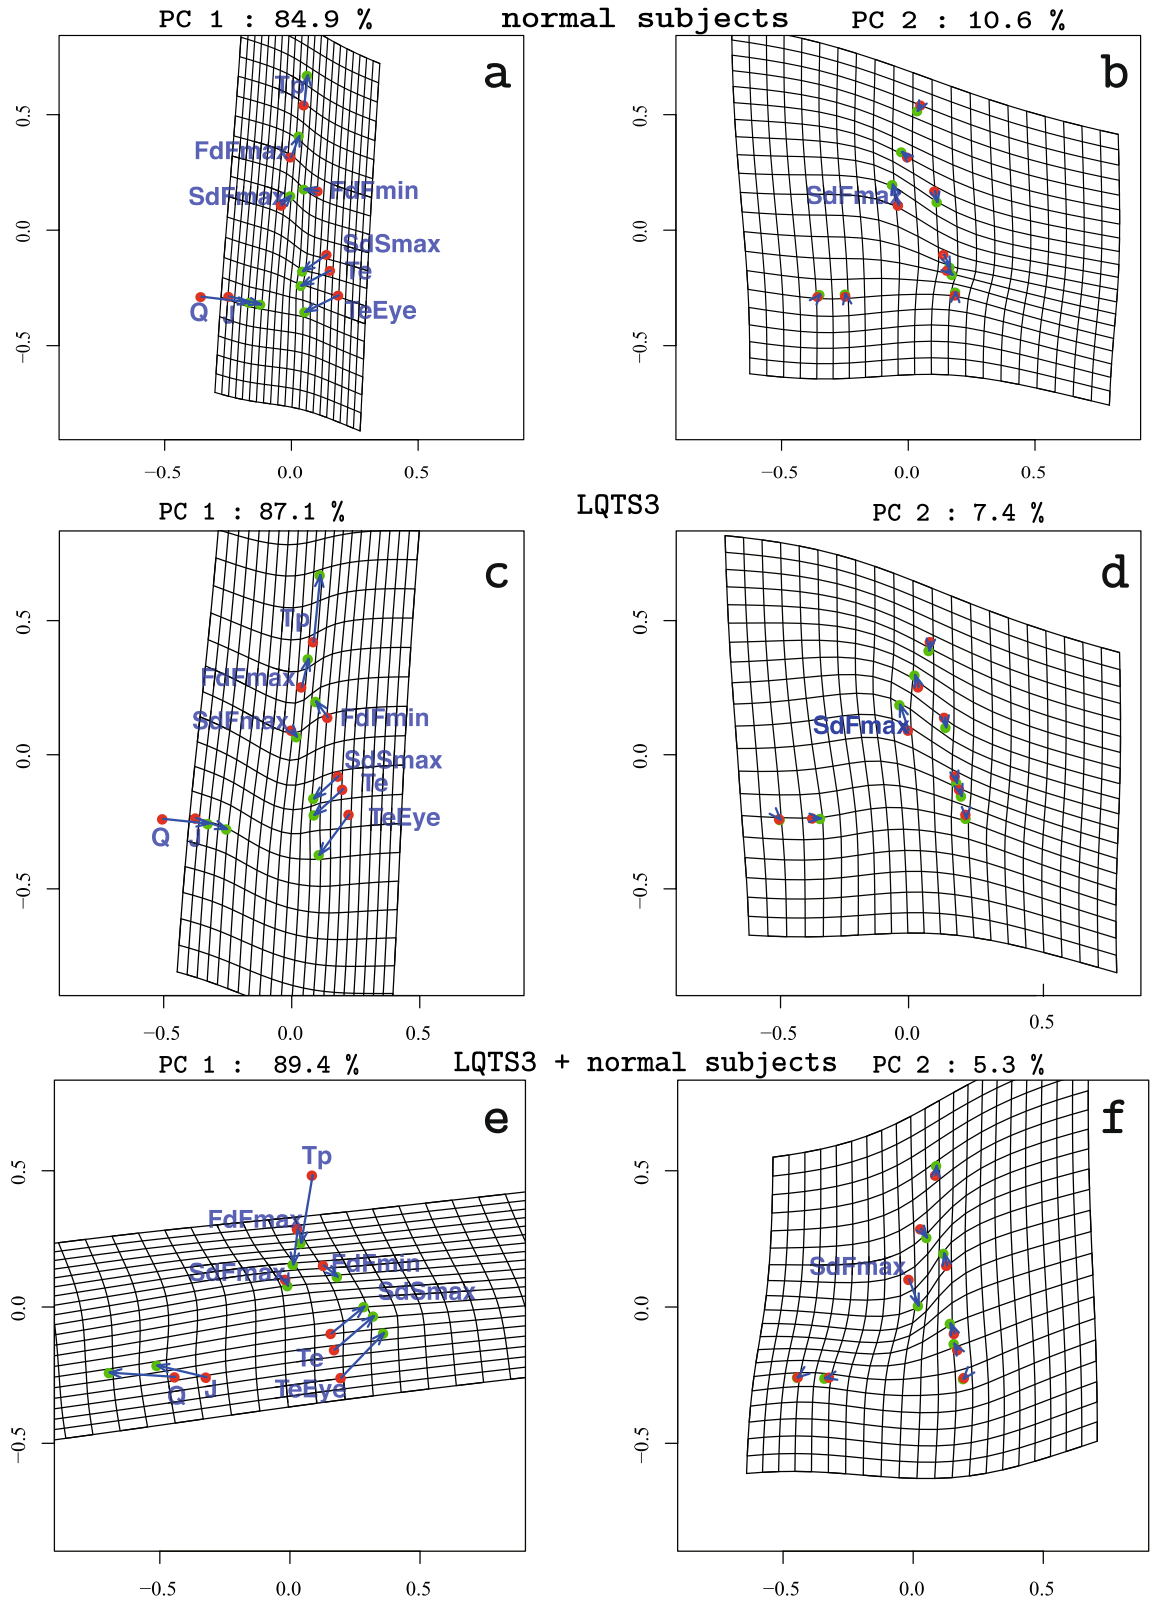 PC 1 : 84.9 %
normal subjects
PC 2 : 10.6 %
a
Tp
FdFmax
FdFmin
SdFmax
SdSmax
Te
TeEye
Q
J
0.5
0.0
−0.5
−0.5
0.0
0.5
b
SdFmax
0.5
0.0
−0.5
−0.5
0.0
0.5
LQTS3
PC 1 : 87.1 %
PC 2 : 7.4 %
c
Tp
FdFmax
FdFmin
SdFmax
SdSmax
Te
TeEye
Q
J
0.5
0.0
−0.5
−0.5
0.0
0.5
d
SdFmax
0.5
0.0
−0.5
−0.5
0.0
0.5
PC 1 : 89.4 %
LQTS3 + normal subjects
PC 2 : 5.3 %
e
Tp
FdFmax
FdFmin
SdFmax
SdSmax
Te
TeEye
Q
J
0.5
0.0
−0.5
−0.5
0.0
0.5
f
SdFmax
0.5
0.0
−0.5
−0.5
0.0
0.5